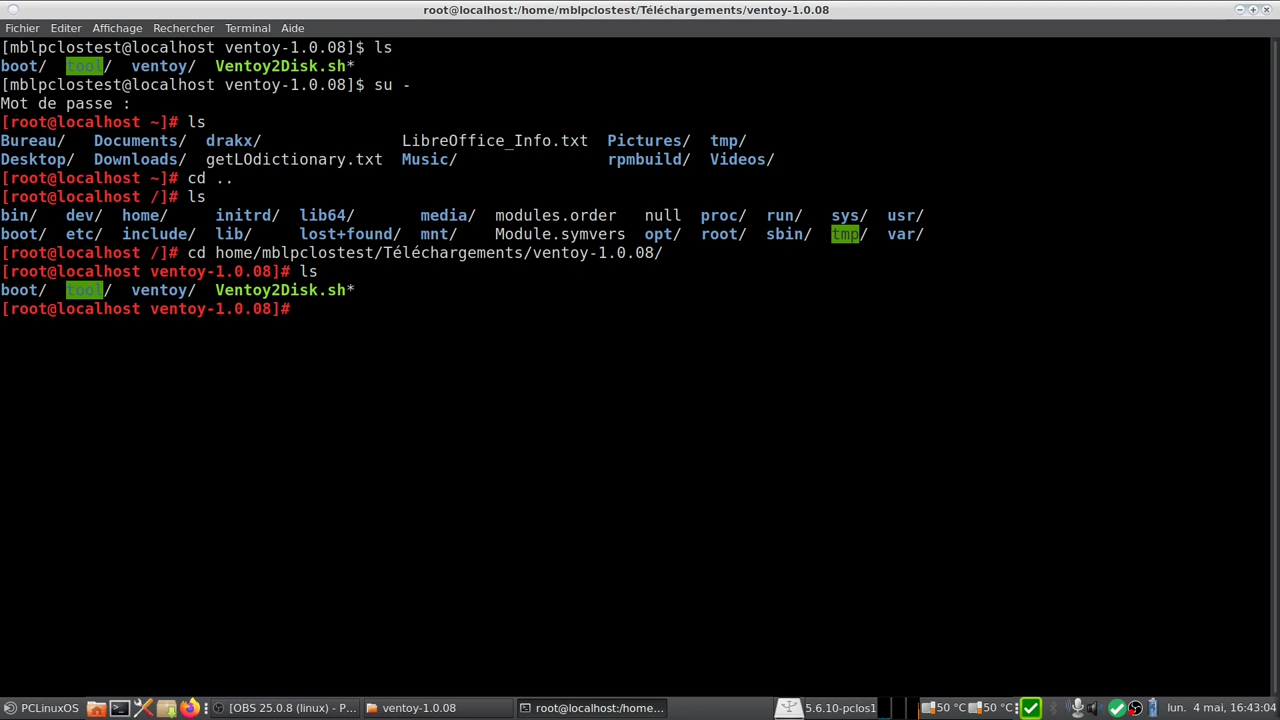 root@localhost:/home/mblpclostest/Téléchargements/ventoy-1.0.08
Fichier Editer Affichage Rechercher Terminal Aide
[mblpclostest@localhost ventoy-1.0.08]$ ls
boot/ tool/ ventoy/ Ventoy2Disk.sh*
[mblpclostest@localhost ventoy-1.0.08]$ su -
Mot de passe :
[root@localhost ~]# ls
Bureau/ Documents/ drakx/ LibreOffice_Info.txt Pictures/ tmp/
Desktop/ Downloads/ getLOdictionary.txt Music/ rpmbuild/ Videos/
[root@localhost ~]# cd ..
[root@localhost /]# ls
bin/ dev/ home/ initrd/ lib64/ media/ modules.order null proc/ run/ sys/ usr/
boot/ etc/ include/ lib/ lost+found/ mnt/ Module.symvers opt/ root/ sbin/ tmp/ var/
[root@localhost /]# cd home/mblpclostest/Téléchargements/ventoy-1.0.08/
[root@localhost ventoy-1.0.08]# ls
boot/ tool/ ventoy/ Ventoy2Disk.sh*
[root@localhost ventoy-1.0.08]#
PCLinuxOS [OBS 25.0.8 (linux) - P... ventoy-1.0.08 root@localhost:/home... 5.6.10-pclos1 50 °C 50 °C lun. 4 mai, 16:43:04